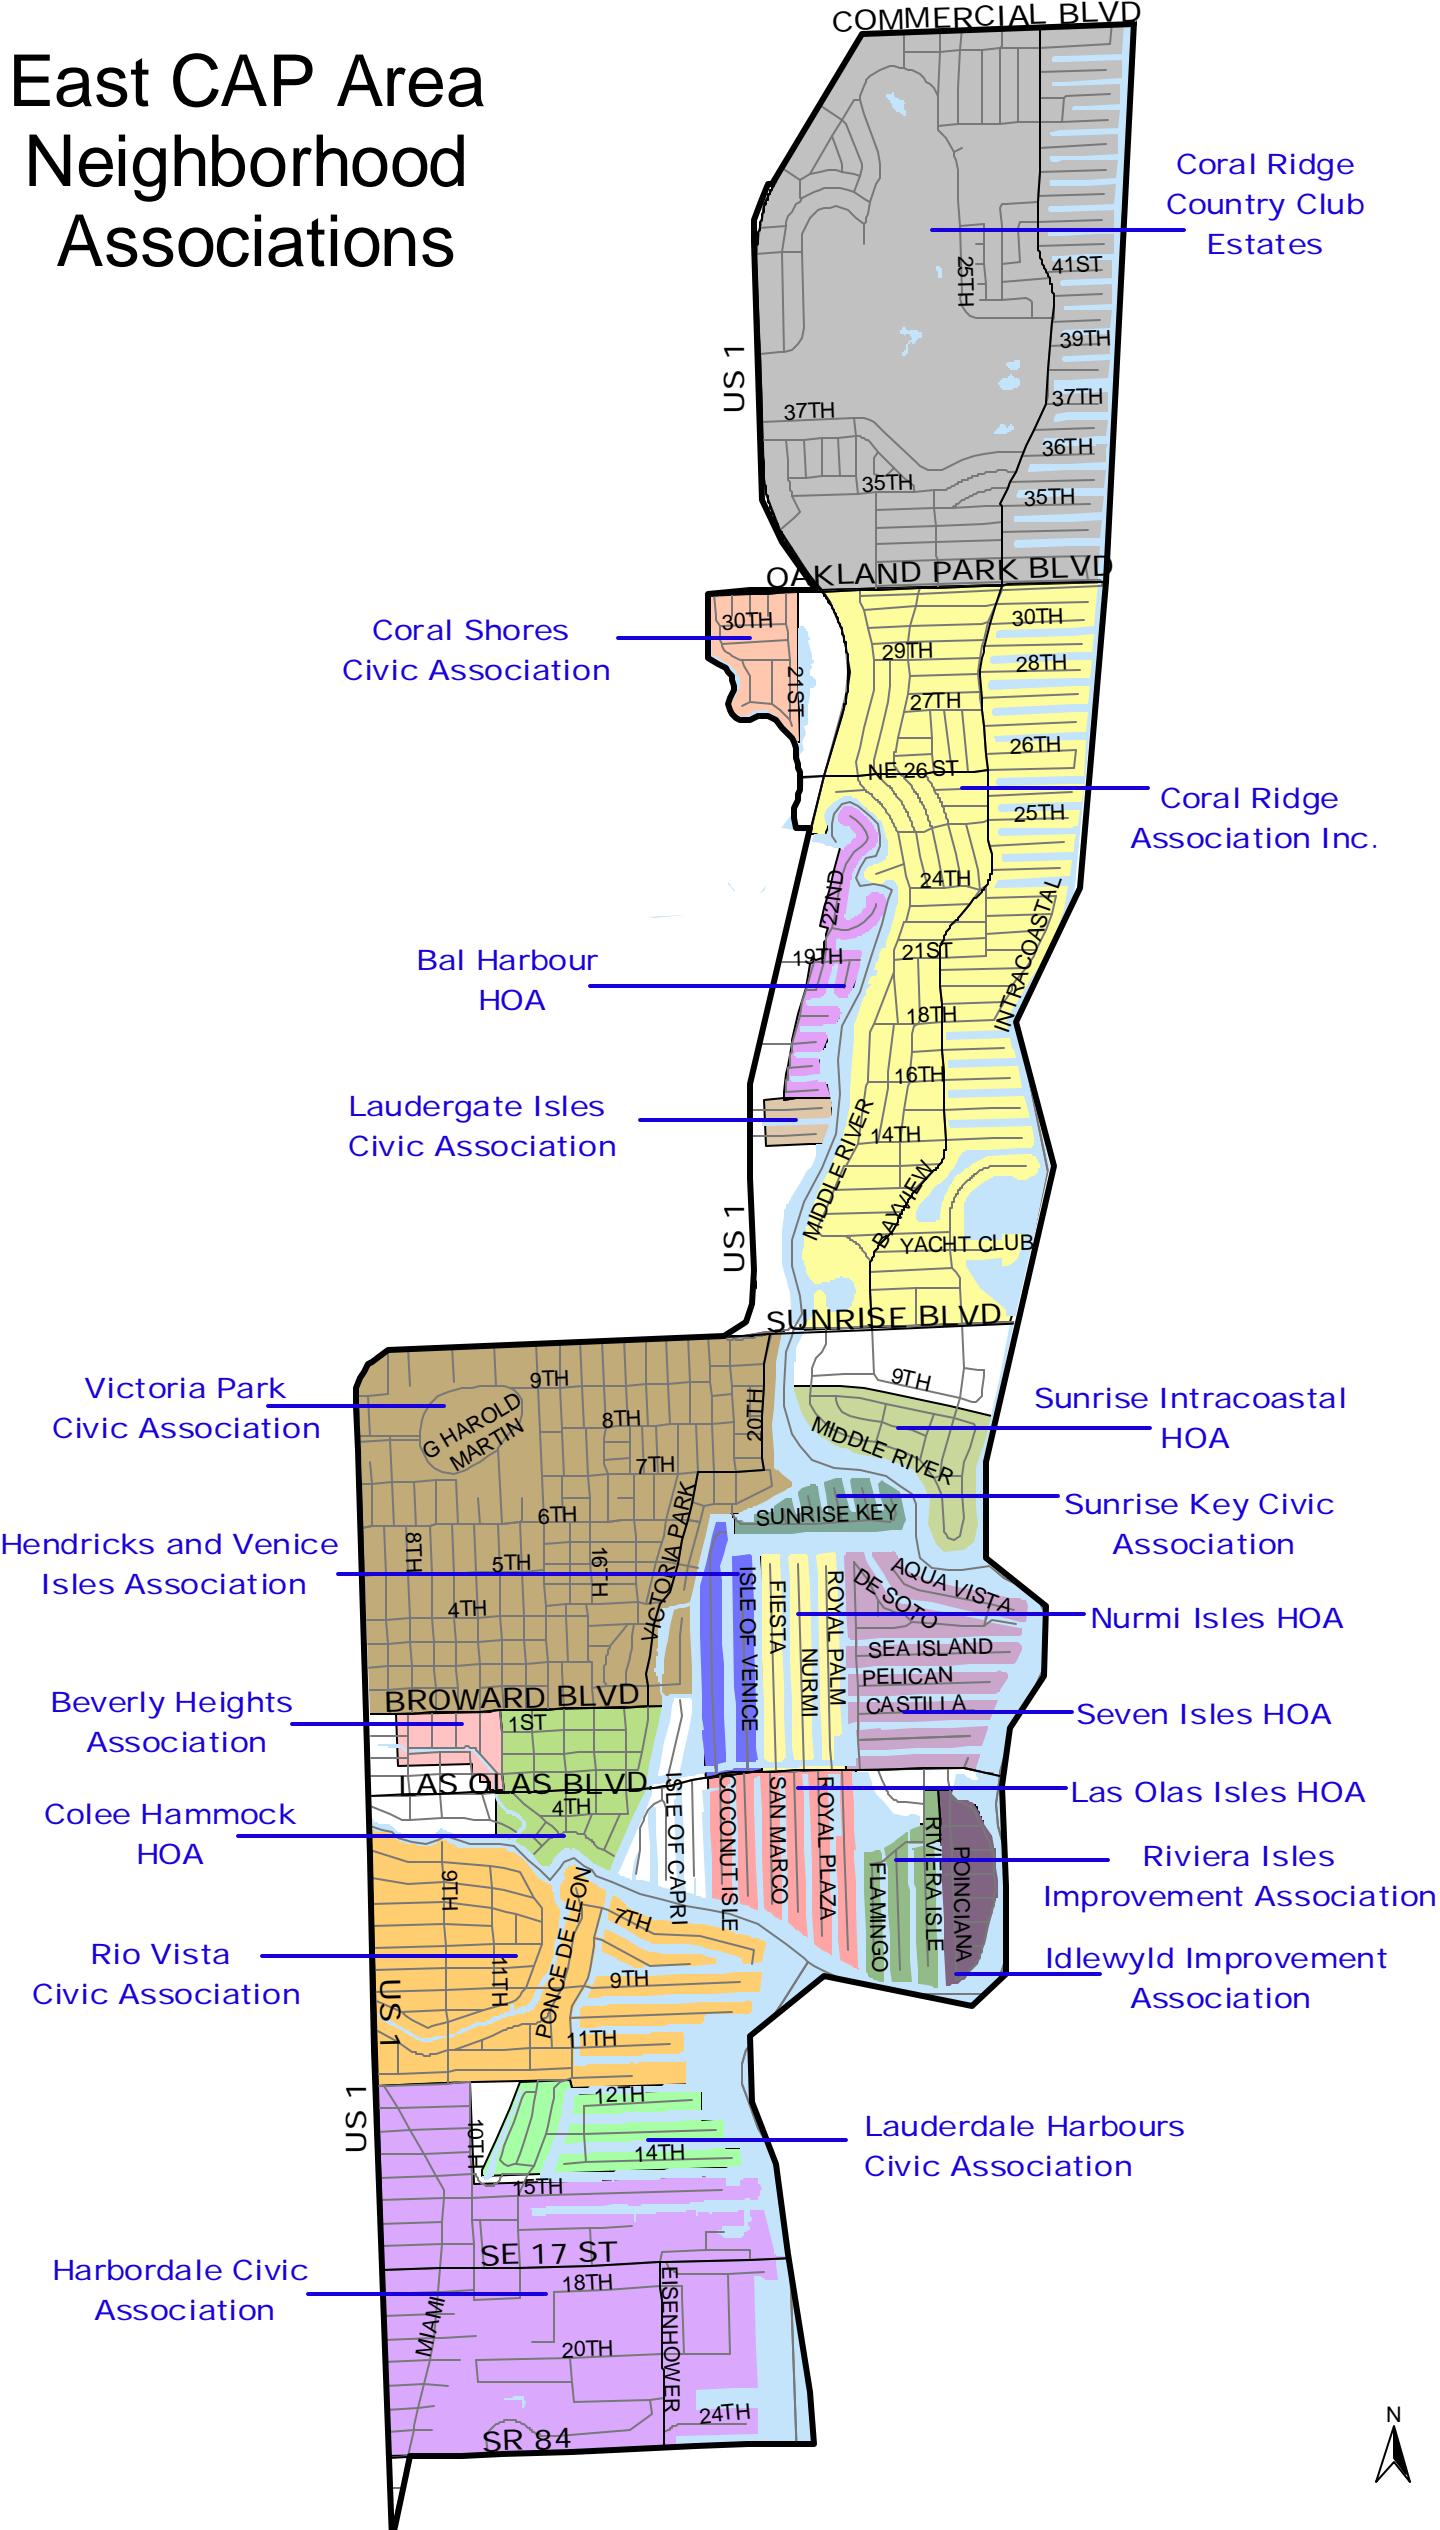 East CAP Area
Neighborhood
Associations
COMMERCIAL BLVD
Coral Ridge
Country Club
Estates
25TH
41ST
39TH
US 1
37TH
37TH
36TH
35TH
35TH
OAKLAND PARK BLVD
Coral Shores
Civic Association
30TH
21ST
30TH
29TH
28TH
27TH
26TH
NE 26 ST
Coral Ridge
Association Inc.
25TH
24TH
22ND
INTRACOASTAL
Bal Harbour
HOA
19TH
21ST
18TH
16TH
Laudergate Isles
Civic Association
14TH
MIDDLE RIVER
BAYVIEW
US 1
YACHT CLUB
SUNRISE BLVD
Victoria Park
Civic Association
9TH
G HAROLD
MARTIN
8TH
20TH
9TH
Sunrise Intracoastal
HOA
MIDDLE RIVER
7TH
VICTORIA PARK
6TH
SUNRISE KEY
Sunrise Key Civic
Association
Hendricks and Venice
Isles Association
8TH
5TH
16TH
4TH
ISLE OF VENICE
FIESTA
NURMI
ROYAL PALM
AQUA VISTA
DE SOTO
Nurmi Isles HOA
SEA ISLAND
PELICAN
CASTILLA
Seven Isles HOA
BROWARD BLVD
Beverly Heights
Association
1ST
LAS OLAS BLVD
Las Olas Isles HOA
Colee Hammock
HOA
4TH
ISLE OF CAPRI
COCONUT ISLE
SAN MARCO
ROYAL PLAZA
FLAMINGO
RIVIERA ISLE
POINCIANA
Riviera Isles
Improvement Association
Idlewyld Improvement
Association
Rio Vista
Civic Association
9TH
11TH
PONCE DE LEON
7TH
9TH
11TH
US 1
US 1
12TH
10TH
14TH
15TH
Lauderdale Harbours
Civic Association
SE 17 ST
Harbordale Civic
Association
18TH
MIAMI
EISENHOWER
20TH
24TH
SR 84
N